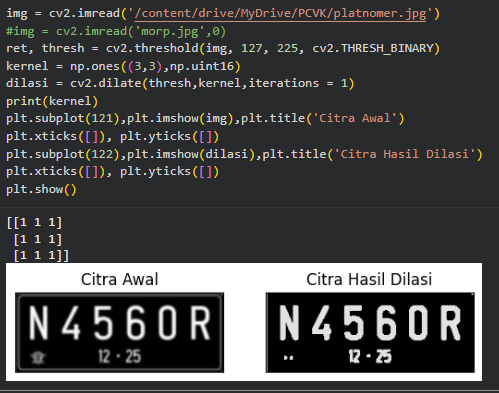 img = cv2.imread('/content/drive/MyDrive/PCVK/platnomer.jpg')
#img = cv2.imread('morp.jpg',0)
ret, thresh = cv2.threshold(img, 127, 225, cv2.THRESH_BINARY)
kernel = np.ones((3,3),np.uint16)
dilasi = cv2.dilate(thresh,kernel,iterations = 1)
print(kernel)
plt.subplot(121),plt.imshow(img),plt.title('Citra Awal')
plt.xticks([]), plt.yticks([])
plt.subplot(122),plt.imshow(dilasi),plt.title('Citra Hasil Dilasi')
plt.xticks([]), plt.yticks([])
plt.show()
[[1 1 1]
[1 1 1]
[1 1 1]]
Citra Awal
N 4560 R
12 - 25
Citra Hasil Dilasi
N 4560 R
12 - 25